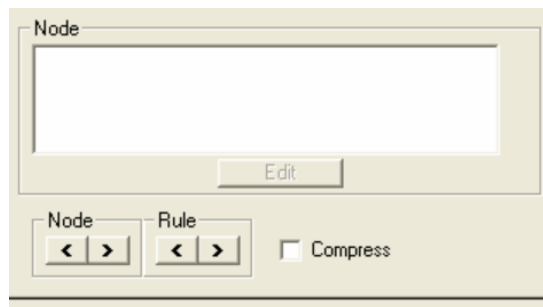 Node
Edit
Node Rule
< > < > Compress